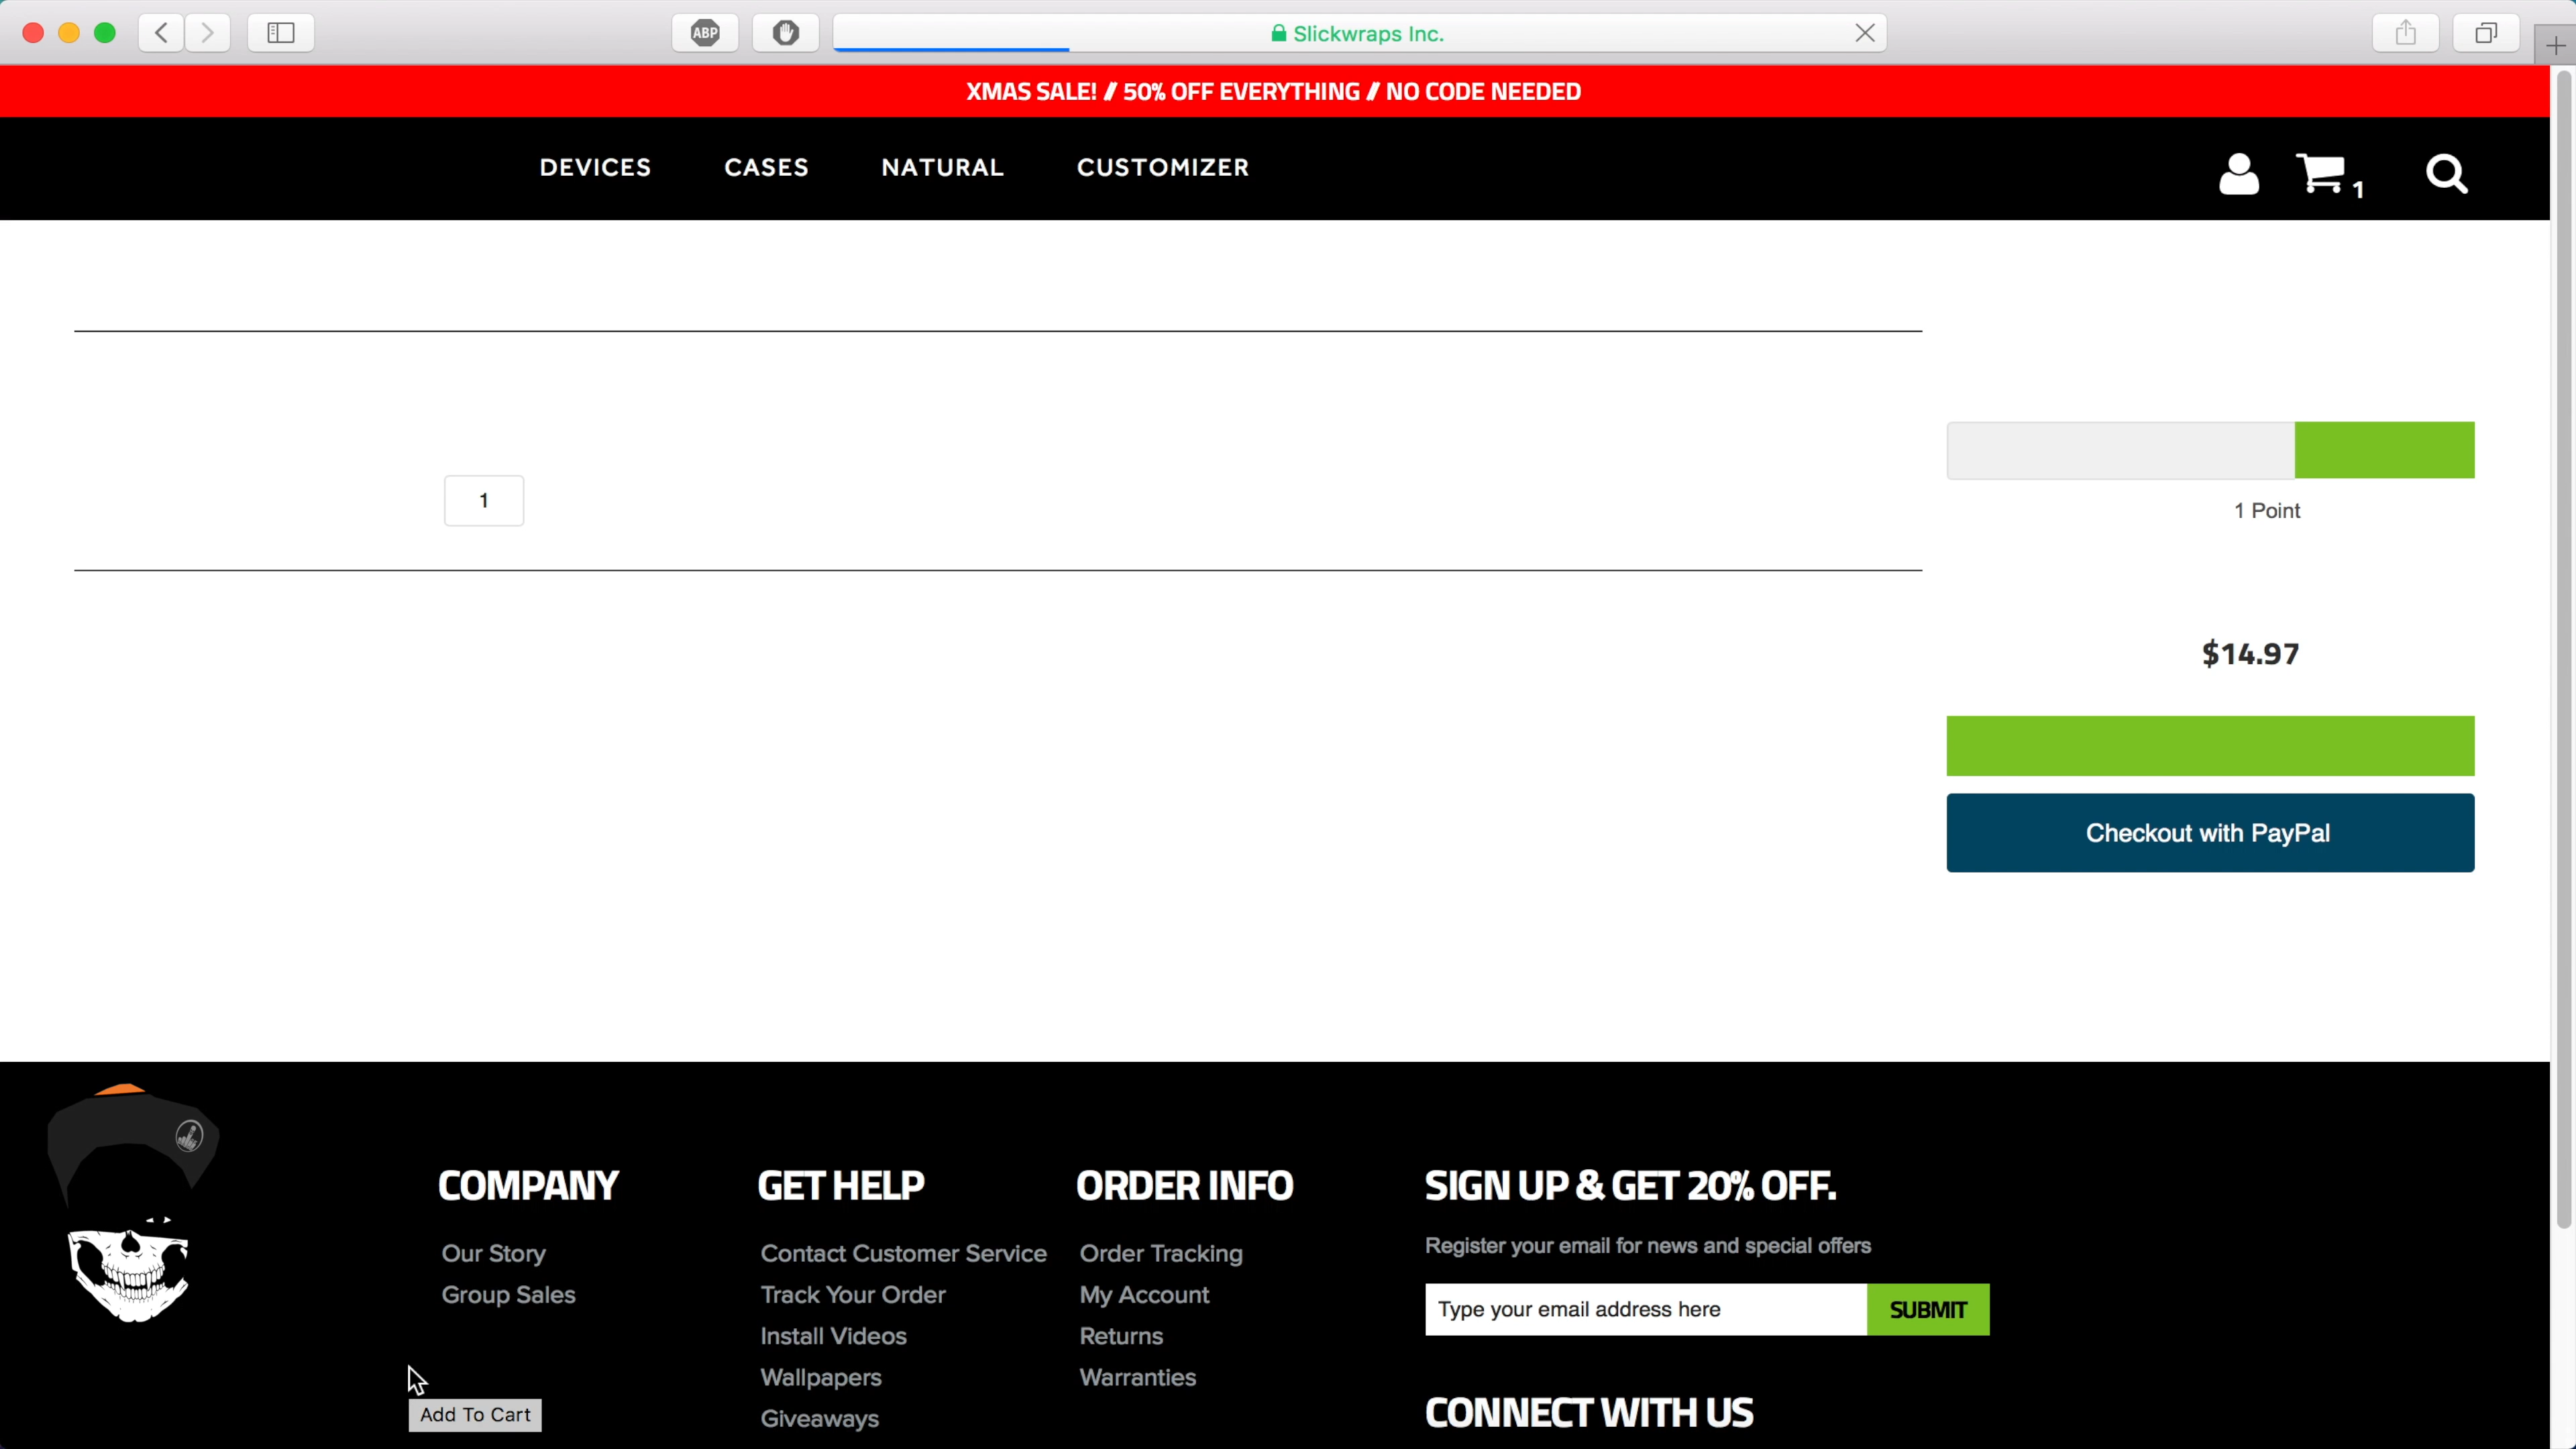 ABP
Slickwraps Inc.
XMAS SALE! // 50% OFF EVERYTHING // NO CODE NEEDED
DEVICES
CASES
NATURAL
CUSTOMIZER
1
1
1 Point
$14.97
Checkout with PayPal
COMPANY
Our Story
Group Sales
Add To Cart
GET HELP
Contact Customer Service
Track Your Order
Install Videos
Wallpapers
Giveaways
ORDER INFO
Order Tracking
My Account
Returns
Warranties
SIGN UP & GET 20% OFF.
Register your email for news and special offers
Type your email address here
SUBMIT
CONNECT WITH US